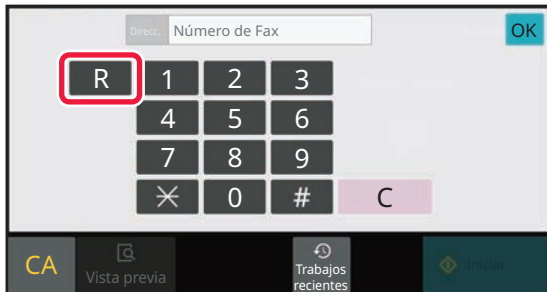 Direcc. Número de Fax OK
R 1 2 3
4 5 6
7 8 9
* 0 # C
CA Vista previa Trabajos recientes Iniciar